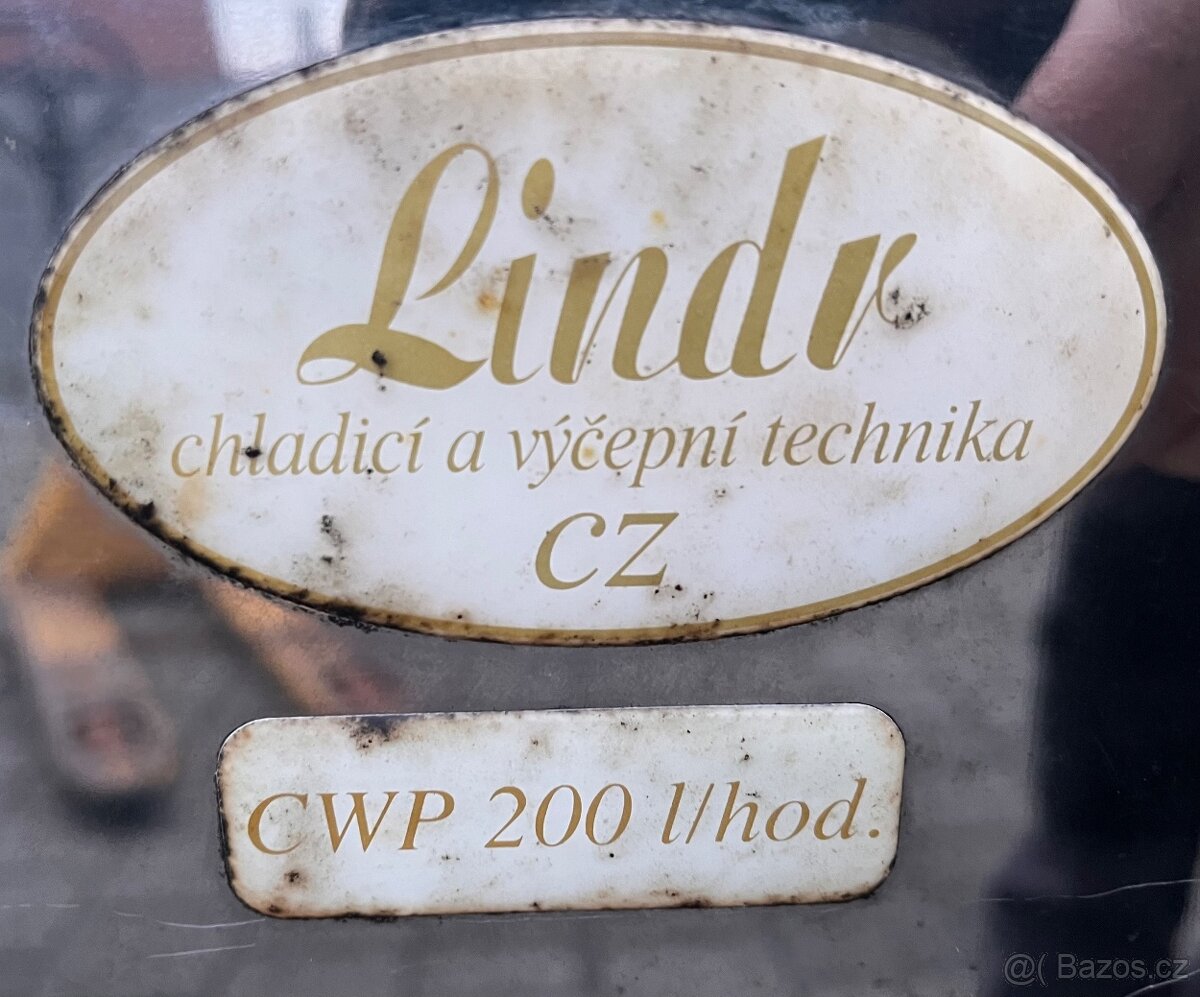 Lindr
chladicí a výčepní technika
CZ
CWP 200 l/hod.
@( Bazos.cz